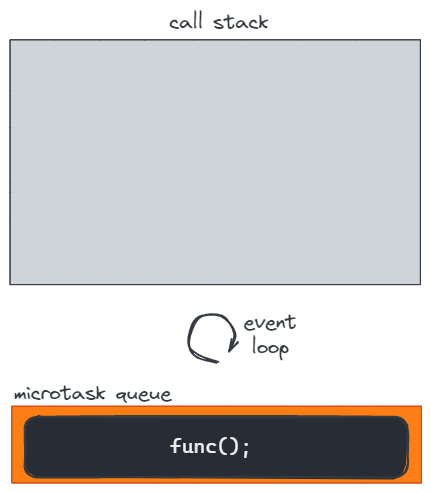 call stack
event
loop
microtask queue
func();